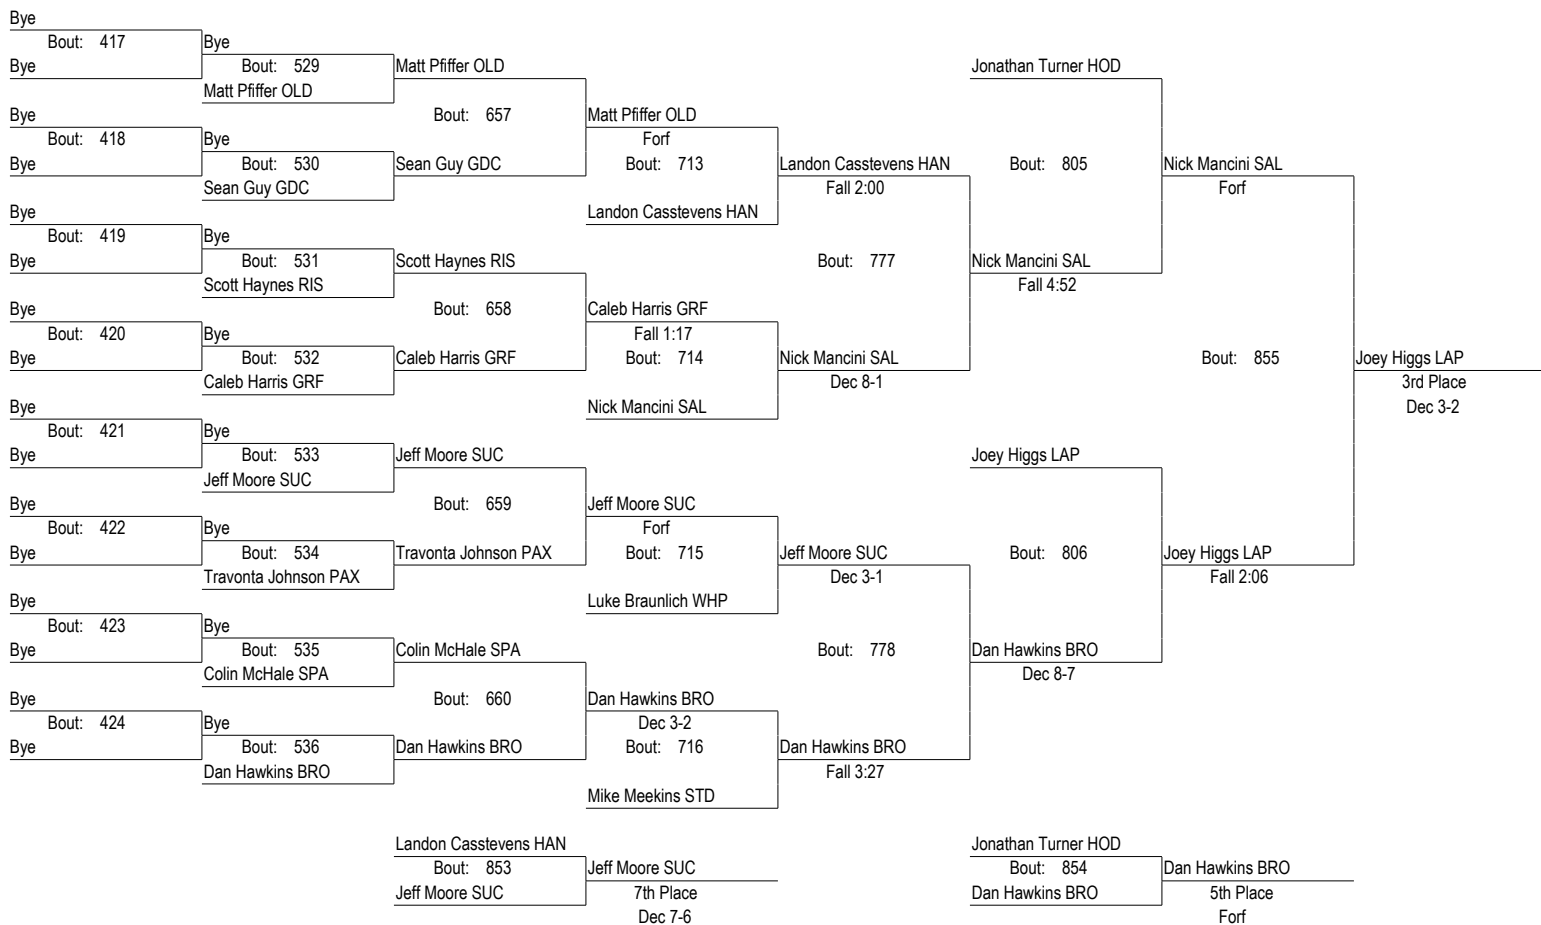 Bye
Bout: 417 Bye
Bye Bout: 529 Matt Pfiffer OLD Jonathan Turner HOD
Matt Pfiffer OLD
Bye Bout: 657 Matt Pfiffer OLD
Bout: 418 Bye Forf
Bye Bout: 530 Sean Guy GDC Bout: 713 Landon Casstevens HAN Bout: 805 Nick Mancini SAL
Sean Guy GDC Fall 2:00 Forf
Bye Landon Casstevens HAN
Bout: 419 Bye
Bye Bout: 531 Scott Haynes RIS Bout: 777 Nick Mancini SAL
Scott Haynes RIS Fall 4:52
Bye Bout: 658 Caleb Harris GRF
Bout: 420 Bye Fall 1:17
Bye Bout: 532 Caleb Harris GRF Bout: 714 Nick Mancini SAL Bout: 855 Joey Higgs LAP
Caleb Harris GRF Dec 8-1 3rd Place
Bye Nick Mancini SAL Dec 3-2
Bout: 421 Bye
Bye Bout: 533 Jeff Moore SUC Joey Higgs LAP
Jeff Moore SUC
Bye Bout: 659 Jeff Moore SUC
Bout: 422 Bye Forf
Bye Bout: 534 Travonta Johnson PAX Bout: 715 Jeff Moore SUC Bout: 806 Joey Higgs LAP
Travonta Johnson PAX Dec 3-1 Fall 2:06
Bye Luke Braunlich WHP
Bout: 423 Bye
Bye Bout: 535 Colin McHale SPA Bout: 778 Dan Hawkins BRO
Colin McHale SPA Dec 8-7
Bye Bout: 660 Dan Hawkins BRO
Bout: 424 Bye Dec 3-2
Bye Bout: 536 Dan Hawkins BRO Bout: 716 Dan Hawkins BRO
Dan Hawkins BRO Fall 3:27
Mike Meekins STD
Landon Casstevens HAN Jonathan Turner HOD
Bout: 853 Jeff Moore SUC Bout: 854 Dan Hawkins BRO
Jeff Moore SUC 7th Place Dan Hawkins BRO 5th Place
Dec 7-6 Forf